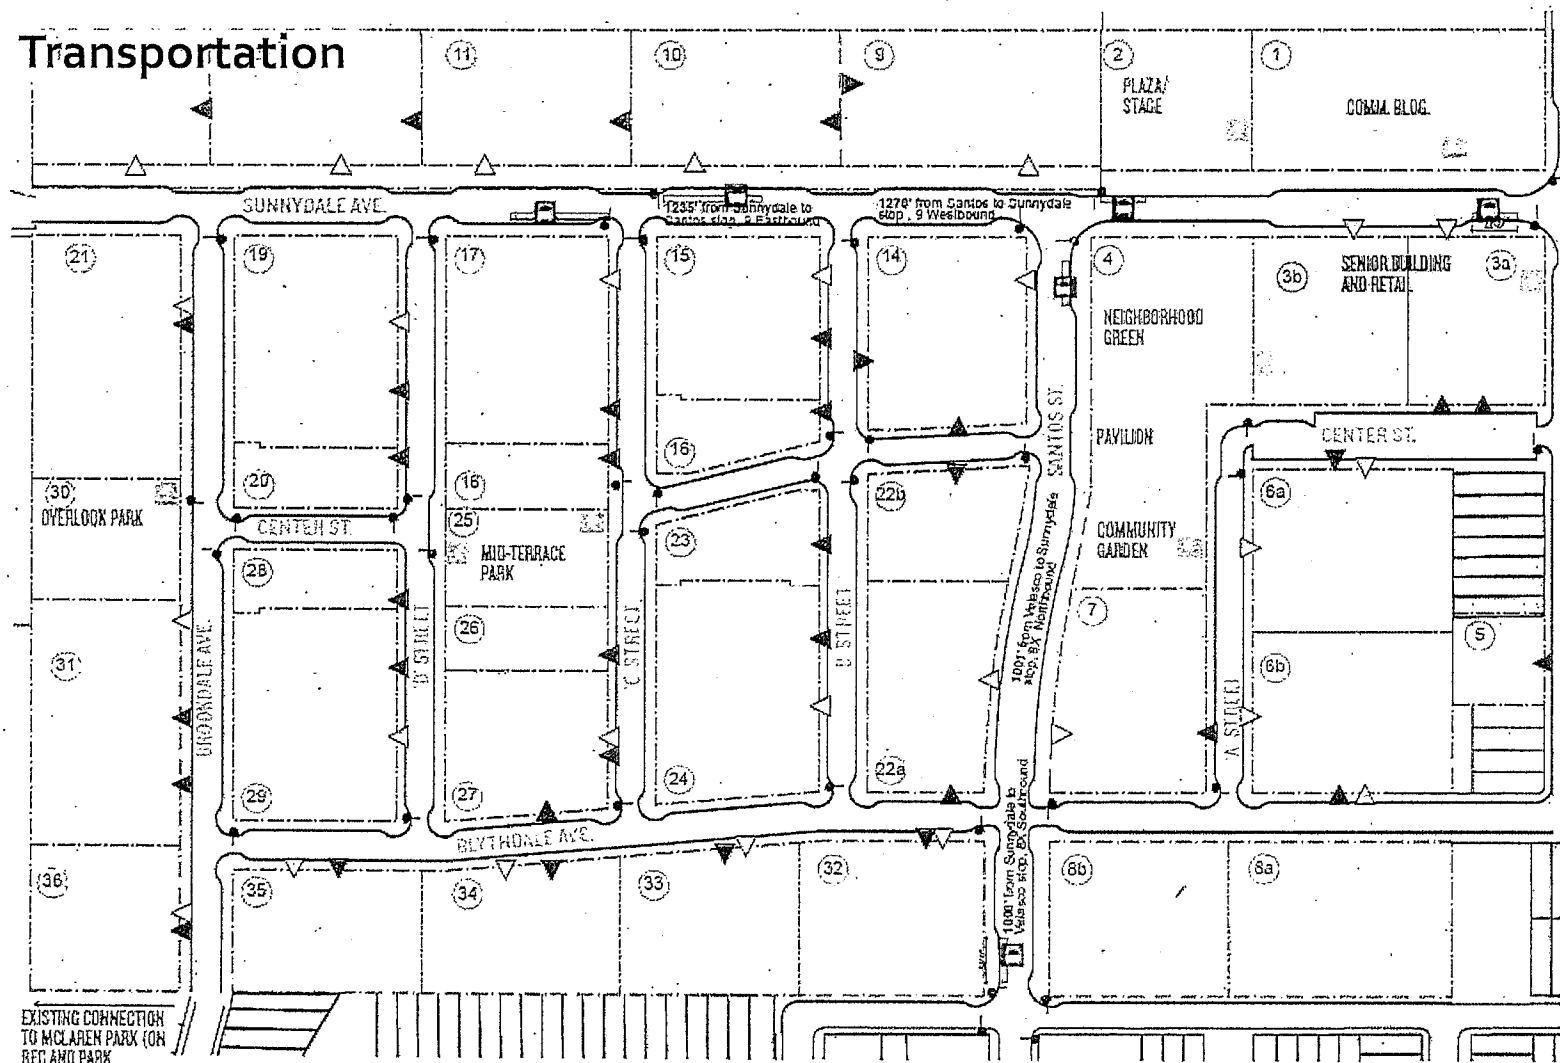 Transportation
11
10
9
2
1
PLAZA/
STAGE
COMM. BLDG.
SUNNYDALE AVE.
1235' from Sunnydale to
Santos stop, 9 Eastbound
1270' from Santos to Sunnydale
stop, 9 Westbound
21
19
17
15
14
4
3b
SENIOR BUILDING
AND RETAIL
3a
NEIGHBORHOOD
GREEN
SANTOS ST.
PAVILION
CENTER ST.
30
OVERLOOK PARK
20
CENTER ST.
18
25
MID-TERRACE
PARK
16
22b
6a
COMMUNITY
GARDEN
28
23
1001' from Velasco to Sunnydale
stop, 8X Northbound
7
26
5
31
BROOKDALE AVE.
'D' STREET
'C' STREET
B STREET
6b
'A' STREET
29
27
24
22a
BLYTHDALE AVE.
1000' from Sunnydale to
Velasco stop, 8X Southbound
36
35
34
33
32
8b
8a
EXISTING CONNECTION
TO MCLAREN PARK (ON
REC AND PARK